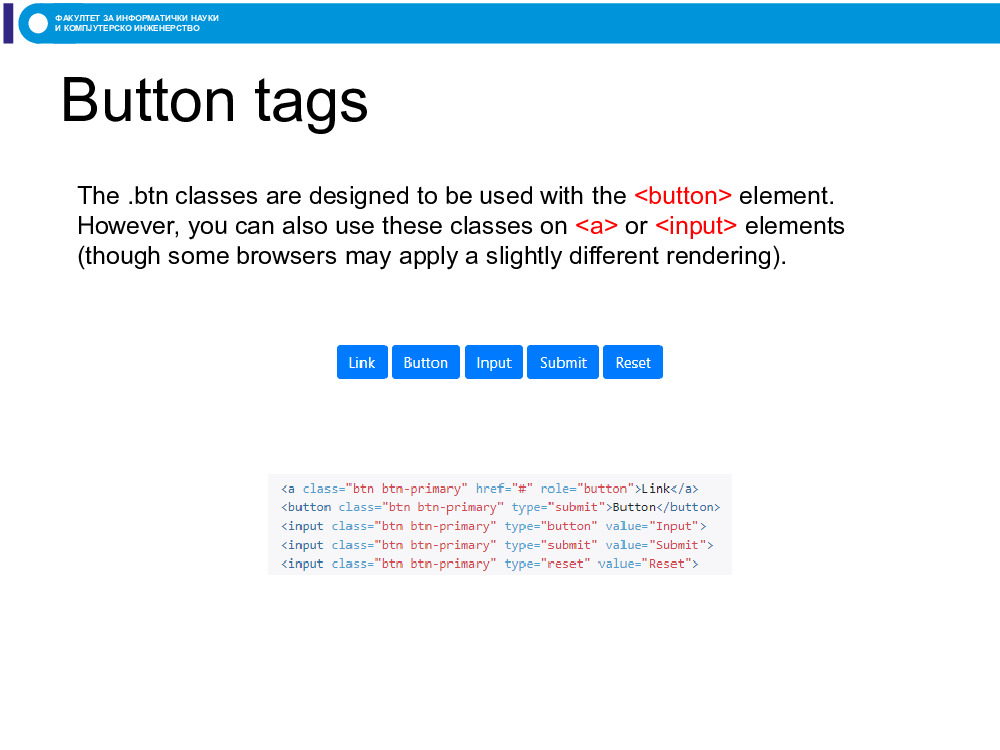 ФАКУЛТЕТ ЗА ИНФОРМАТИЧКИ НАУКИ
И КОМПЈУТЕРСКО ИНЖЕНЕРСТВО
Button tags
The .btn classes are designed to be used with the <button> element.
However, you can also use these classes on <a> or <input> elements
(though some browsers may apply a slightly different rendering).
Link Button Input Submit Reset
<a class="btn btn-primary" href="#" role="button">Link</a>
<button class="btn btn-primary" type="submit">Button</button>
<input class="btn btn-primary" type="button" value="Input">
<input class="btn btn-primary" type="submit" value="Submit">
<input class="btn btn-primary" type="reset" value="Reset">